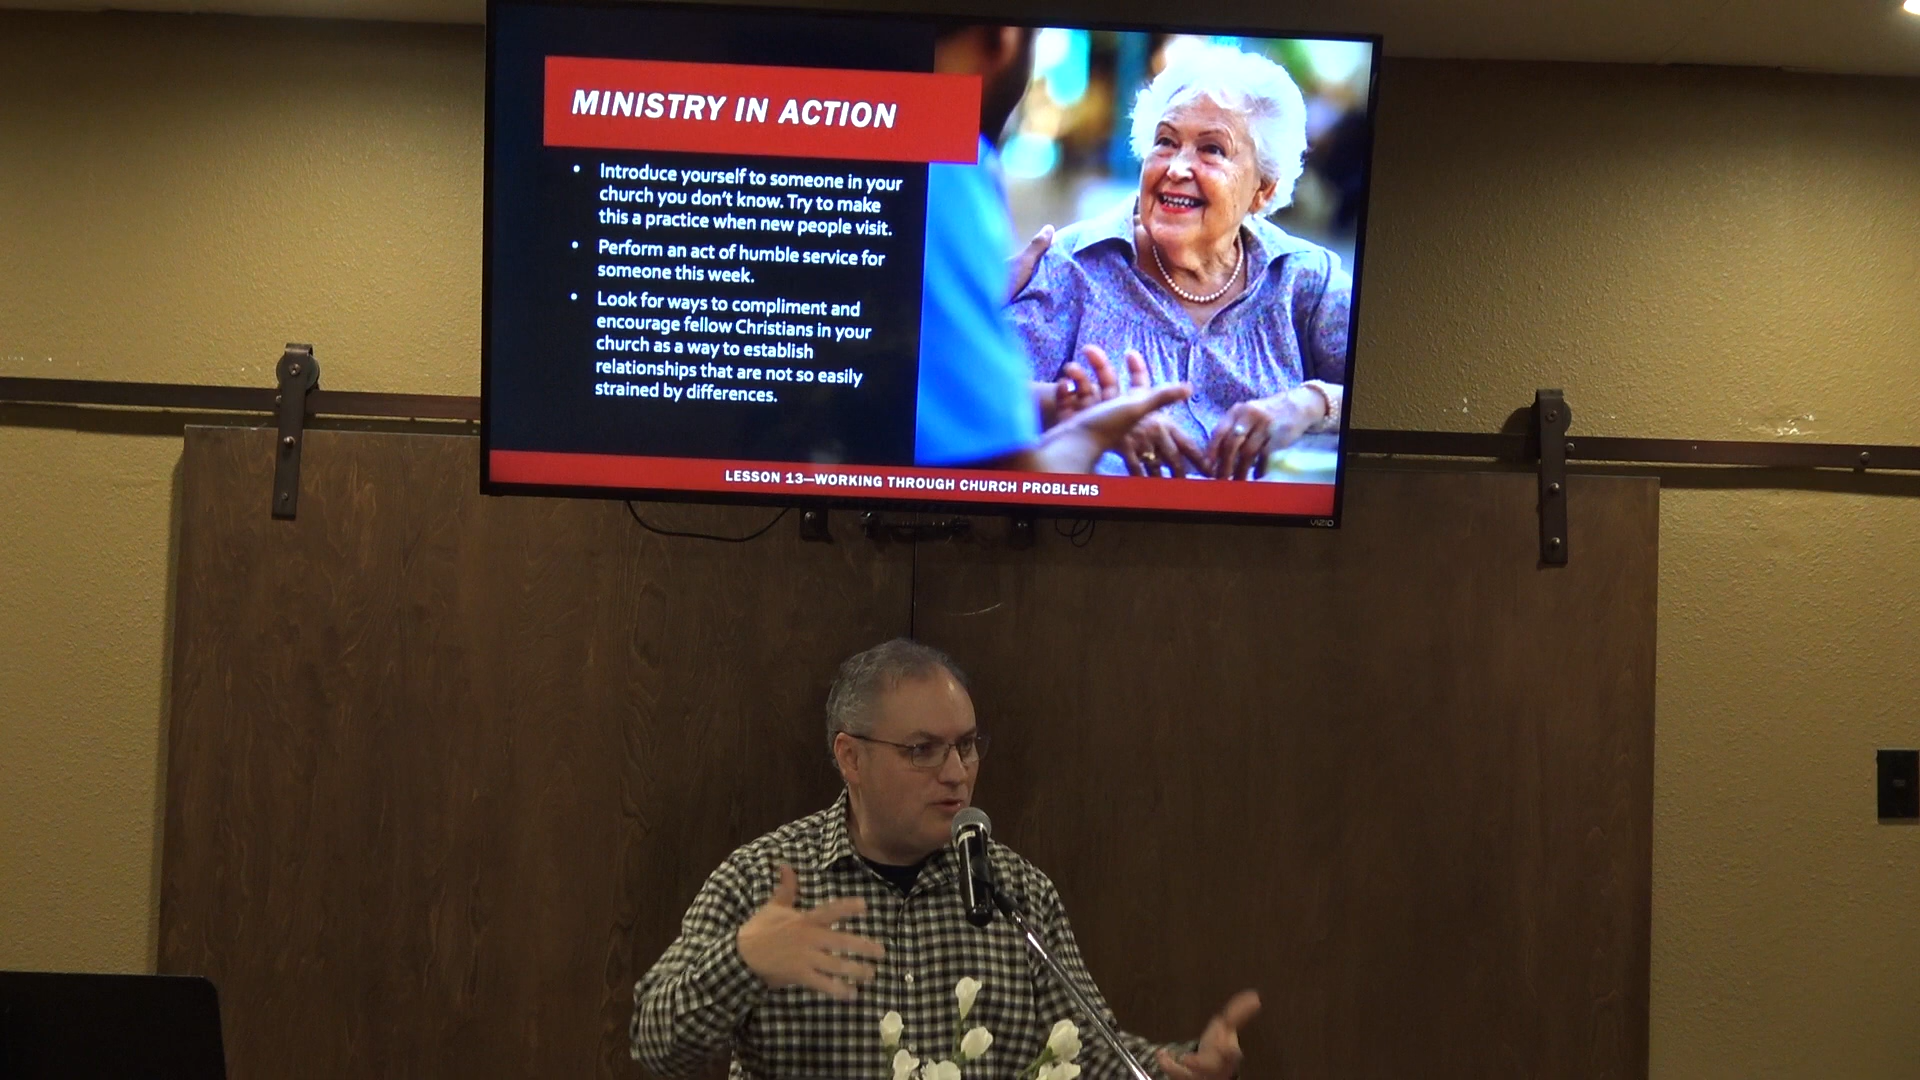 MINISTRY IN ACTION
• Introduce yourself to someone in your
church you don't know. Try to make
this a practice when new people visit.
• Perform an act of humble service for
someone this week.
• Look for ways to compliment and
encourage fellow Christians in your
church as a way to establish
relationships that are not so easily
strained by differences.
LESSON 13—WORKING THROUGH CHURCH PROBLEMS
VIZIO